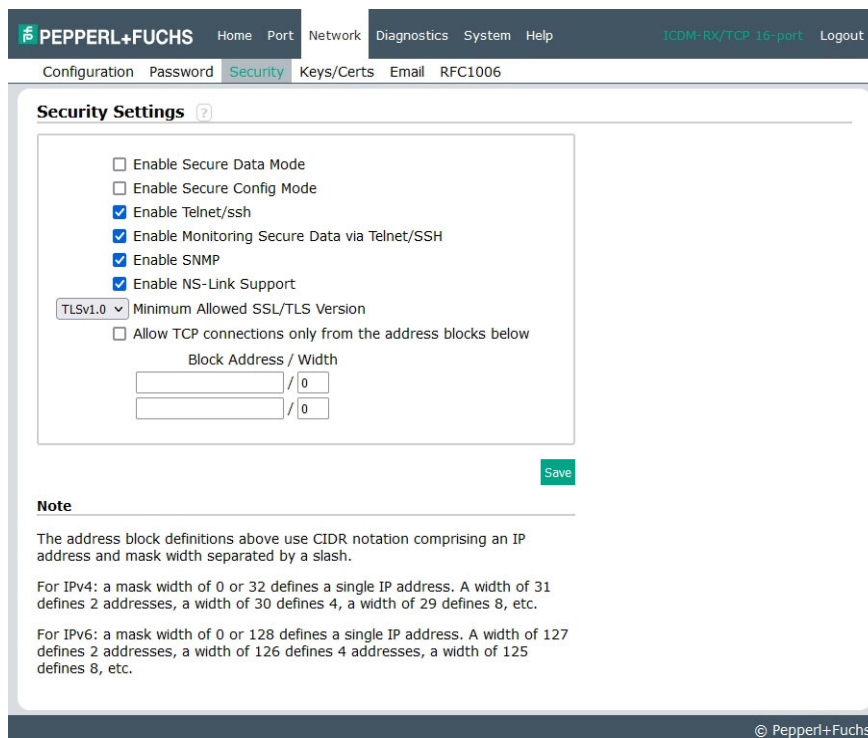 PEPPERL+FUCHS Home Port Network Diagnostics System Help ICDM-RX/TCP 16-port Logout
Configuration Password Security Keys/Certs Email RFC1006
Security Settings ?
Enable Secure Data Mode
Enable Secure Config Mode
Enable Telnet/ssh
Enable Monitoring Secure Data via Telnet/SSH
Enable SNMP
Enable NS-Link Support
TLSv1.0 Minimum Allowed SSL/TLS Version
Allow TCP connections only from the address blocks below
Block Address / Width
/ 0
/ 0
Save
Note
The address block definitions above use CIDR notation comprising an IP
address and mask width separated by a slash.
For IPv4: a mask width of 0 or 32 defines a single IP address. A width of 31
defines 2 addresses, a width of 30 defines 4, a width of 29 defines 8, etc.
For IPv6: a mask width of 0 or 128 defines a single IP address. A width of 127
defines 2 addresses, a width of 126 defines 4 addresses, a width of 125
defines 8, etc.
© Pepperl+Fuchs